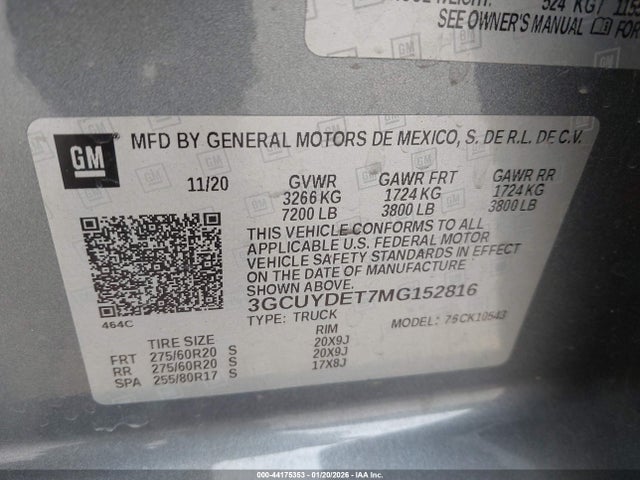 524 KG
SEE OWNER'S MANUAL FOR
GM
MFD BY GENERAL MOTORS DE MEXICO, S. DE R.L. DE C.V.
11/20 GVWR GAWR FRT GAWR RR
3266 KG 1724 KG 1724 KG
7200 LB 3800 LB 3800 LB
THIS VEHICLE CONFORMS TO ALL
APPLICABLE U.S. FEDERAL MOTOR
VEHICLE SAFETY STANDARDS IN EFFECT
ON THE DATE OF MANUFACTURE
SHOWN ABOVE.
3GCUYDET7MG152816
464C
TYPE: TRUCK MODEL: 76CK10543
TIRE SIZE RIM
FRT 275/60R20 S 20X9J
RR 275/60R20 S 20X9J
SPA 255/80R17 S 17X8J
000-44175353 - 01/20/2026 - IAA Inc.